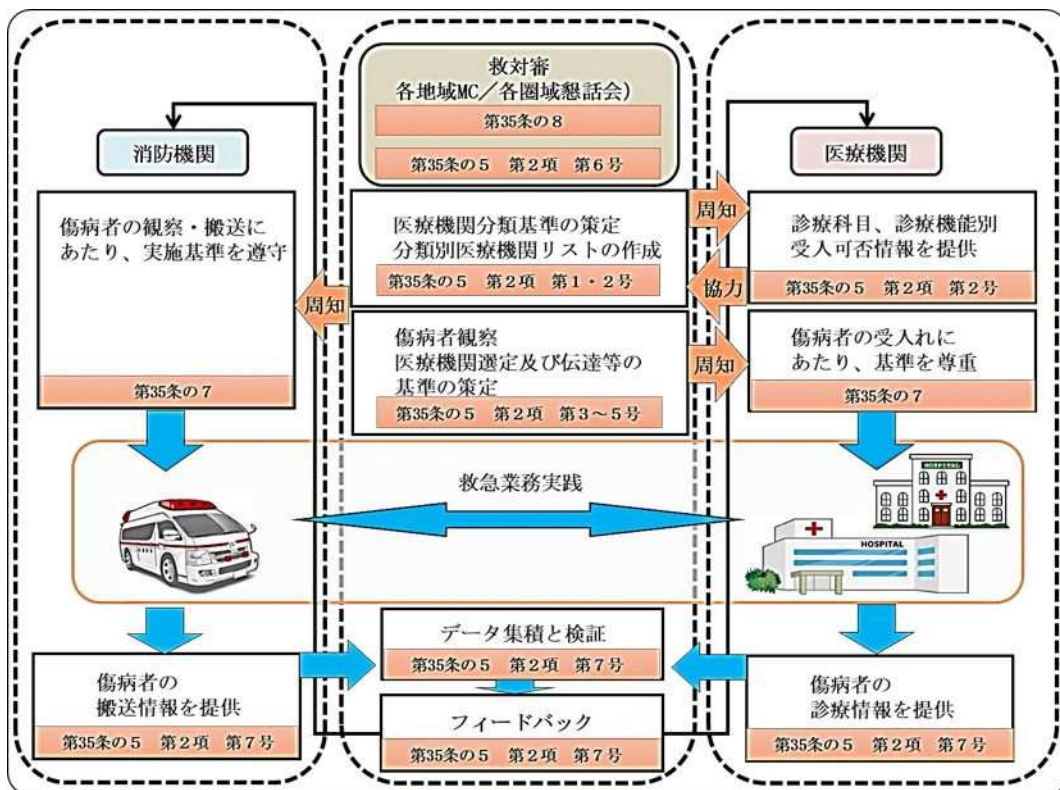 救対審
各地域MC／各圏域懇話会)
第35条の８
第35条の５　第２項　第６号
消防機関
傷病者の観察・搬送に
あたり、実施基準を遵守
第35条の７
周知
医療機関分類基準の策定
分類別医療機関リストの作成
第35条の５　第２項　第１・２号
傷病者観察
医療機関選定及び伝達等の
基準の策定
第35条の５　第２項　第３～５号
周知
協力
周知
医療機関
診療科目、診療機能別
受入可否情報を提供
第35条の５　第２項　第２号
傷病者の受入れに
あたり、基準を尊重
第35条の７
救急業務実践
HOSPITAL
HOSPITAL
傷病者の
搬送情報を提供
第35条の５　第２項　第７号
データ集積と検証
第35条の５　第２項　第７号
フィードバック
第35条の５　第２項　第７号
傷病者の
診療情報を提供
第35条の５　第２項　第７号